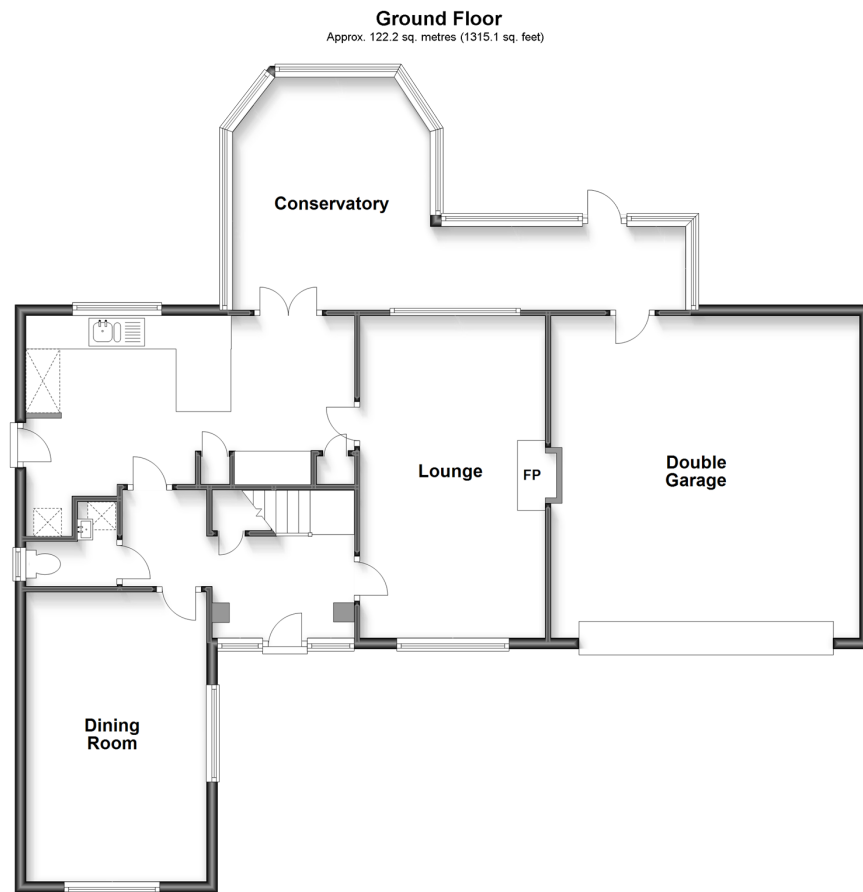 Ground Floor
Approx. 122.2 sq. metres (1315.1 sq. feet)
Conservatory
Lounge
FP
Double
Garage
Dining
Room